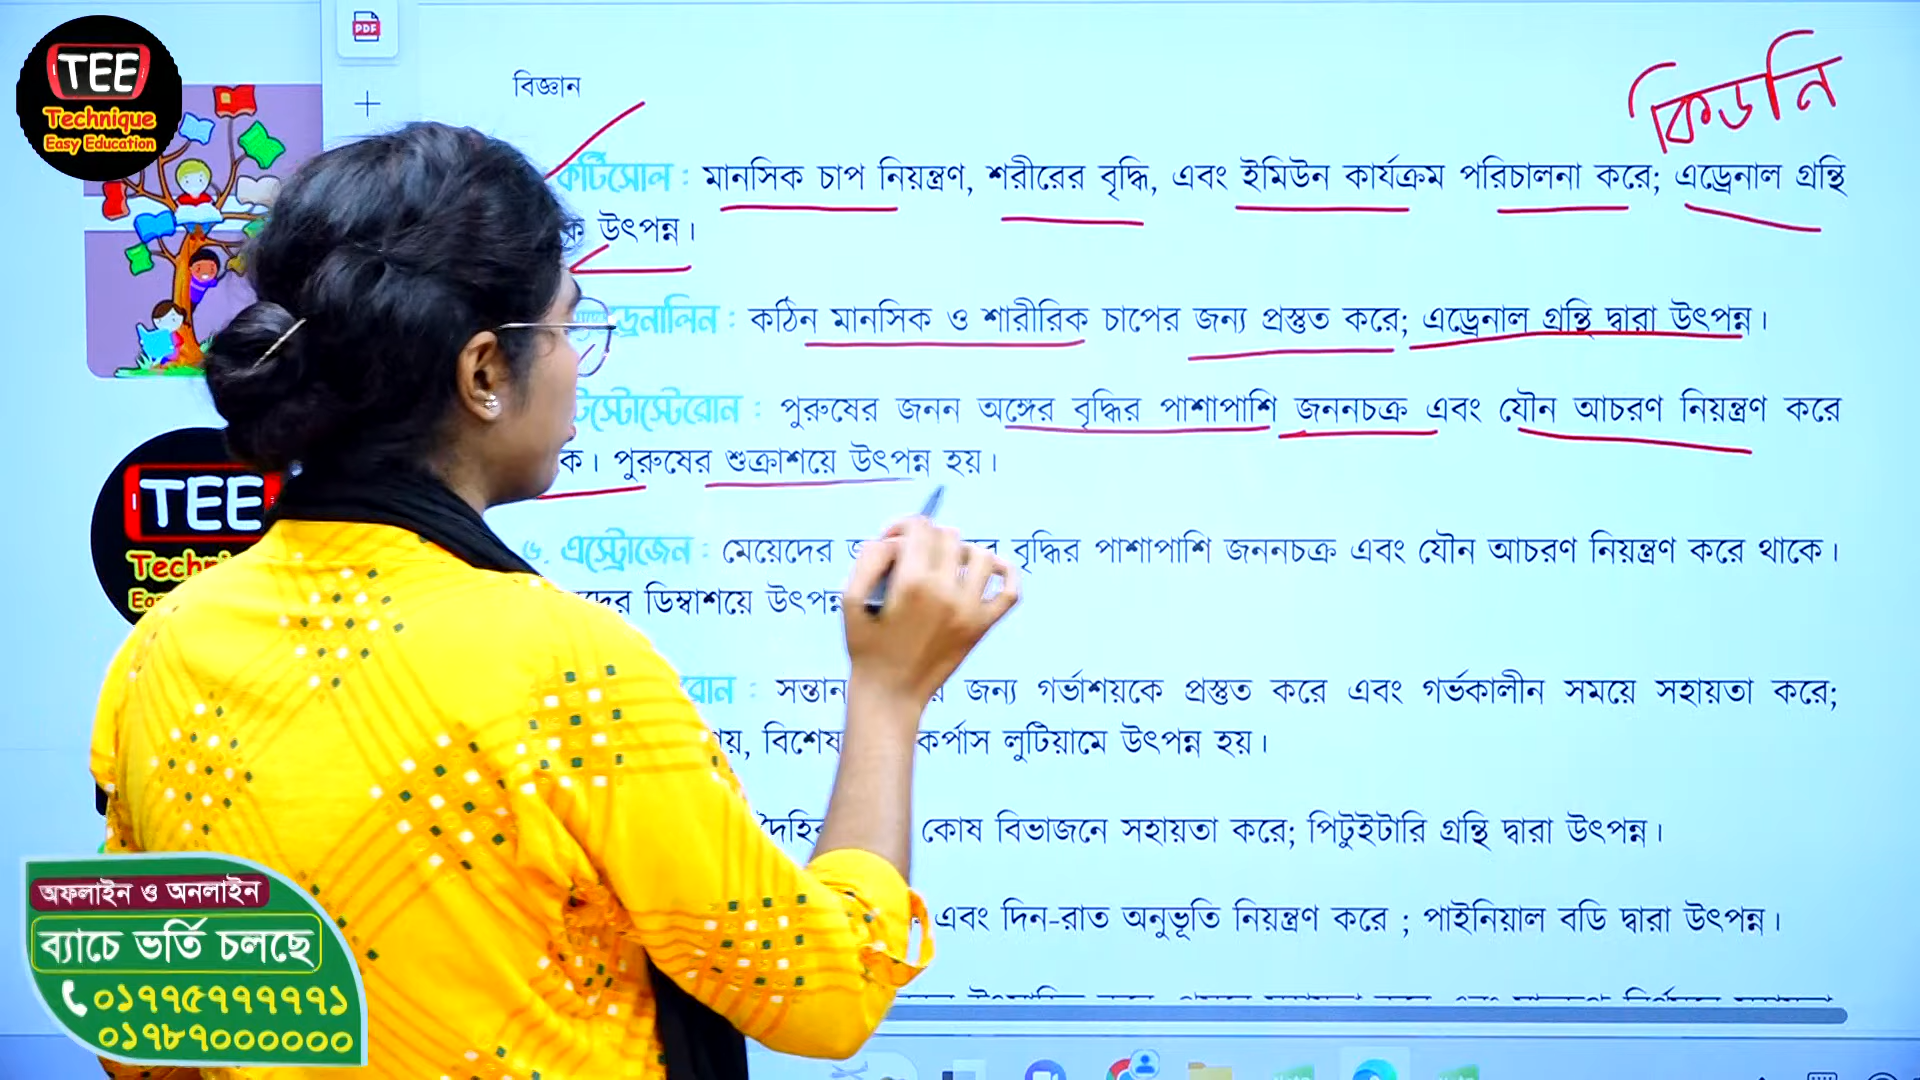 TEE
Technique
Easy Education
PDF
বিজ্ঞান
কিডনি
কর্টিসোল : মানসিক চাপ নিয়ন্ত্রণ, শরীরের বৃদ্ধি, এবং ইমিউন কার্যক্রম পরিচালনা করে; এড্রেনাল গ্রন্থি
উৎপন্ন।
কঠিন মানসিক ও শারীরিক চাপের জন্য প্রস্তুত করে; এড্রেনাল গ্রন্থি দ্বারা উৎপন্ন।
পুরুষের জনন অঙ্গের বৃদ্ধির পাশাপাশি জননচক্র এবং যৌন আচরণ নিয়ন্ত্রণ করে
পুরুষের শুক্রাশয়ে উৎপন্ন হয়।
TEE
৬. এস্ট্রোজেন : মেয়েদের বৃদ্ধির পাশাপাশি জননচক্র এবং যৌন আচরণ নিয়ন্ত্রণ করে থাকে।
ডিম্বাশয়ে উৎপন্ন
সন্তান জন্য গর্ভাশয়কে প্রস্তুত করে এবং গর্ভকালীন সময়ে সহায়তা করে;
কর্পাস লুটিয়ামে উৎপন্ন হয়।
কোষ বিভাজনে সহায়তা করে; পিটুইটারি গ্রন্থি দ্বারা উৎপন্ন।
এবং দিন-রাত অনুভূতি নিয়ন্ত্রণ করে ; পাইনিয়াল বডি দ্বারা উৎপন্ন।
অফলাইন ও অনলাইন
ব্যাচে ভর্তি চলছে
০১৭৭৫৭৭৭৭৭১
০১৭৮৭০০০০০০